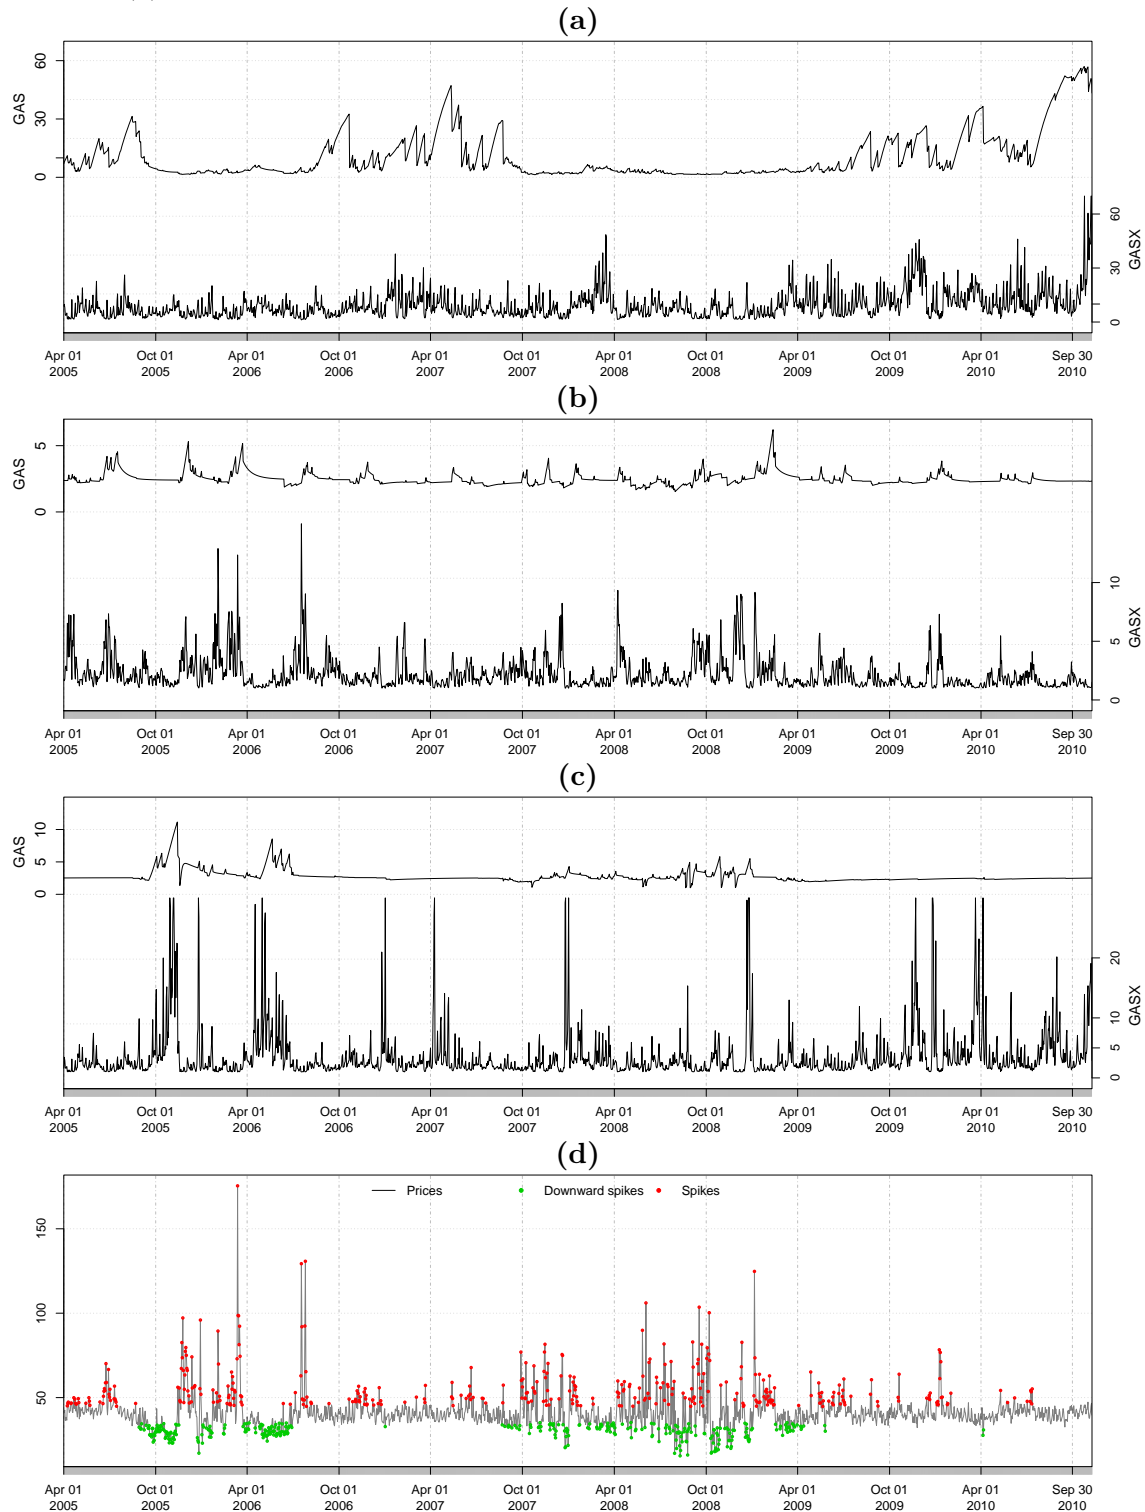 (a)
GAS
0 30 60
GASX
0 30 60
Apr 01 Oct 01 Apr 01 Oct 01 Apr 01 Oct 01 Apr 01 Oct 01 Apr 01 Oct 01 Apr 01 Sep 30
2005 2005 2006 2006 2007 2007 2008 2008 2009 2009 2010 2010
(b)
GAS
0 5
GASX
0 5 10
Apr 01 Oct 01 Apr 01 Oct 01 Apr 01 Oct 01 Apr 01 Oct 01 Apr 01 Oct 01 Apr 01 Sep 30
2005 2005 2006 2006 2007 2007 2008 2008 2009 2009 2010 2010
(c)
GAS
0 5 10
GASX
0 5 10 20
Apr 01 Oct 01 Apr 01 Oct 01 Apr 01 Oct 01 Apr 01 Oct 01 Apr 01 Oct 01 Apr 01 Sep 30
2005 2005 2006 2006 2007 2007 2008 2008 2009 2009 2010 2010
(d)
Prices Downward spikes Spikes
50 100 150
Apr 01 Oct 01 Apr 01 Oct 01 Apr 01 Oct 01 Apr 01 Oct 01 Apr 01 Oct 01 Apr 01 Sep 30
2005 2005 2006 2006 2007 2007 2008 2008 2009 2009 2010 2010